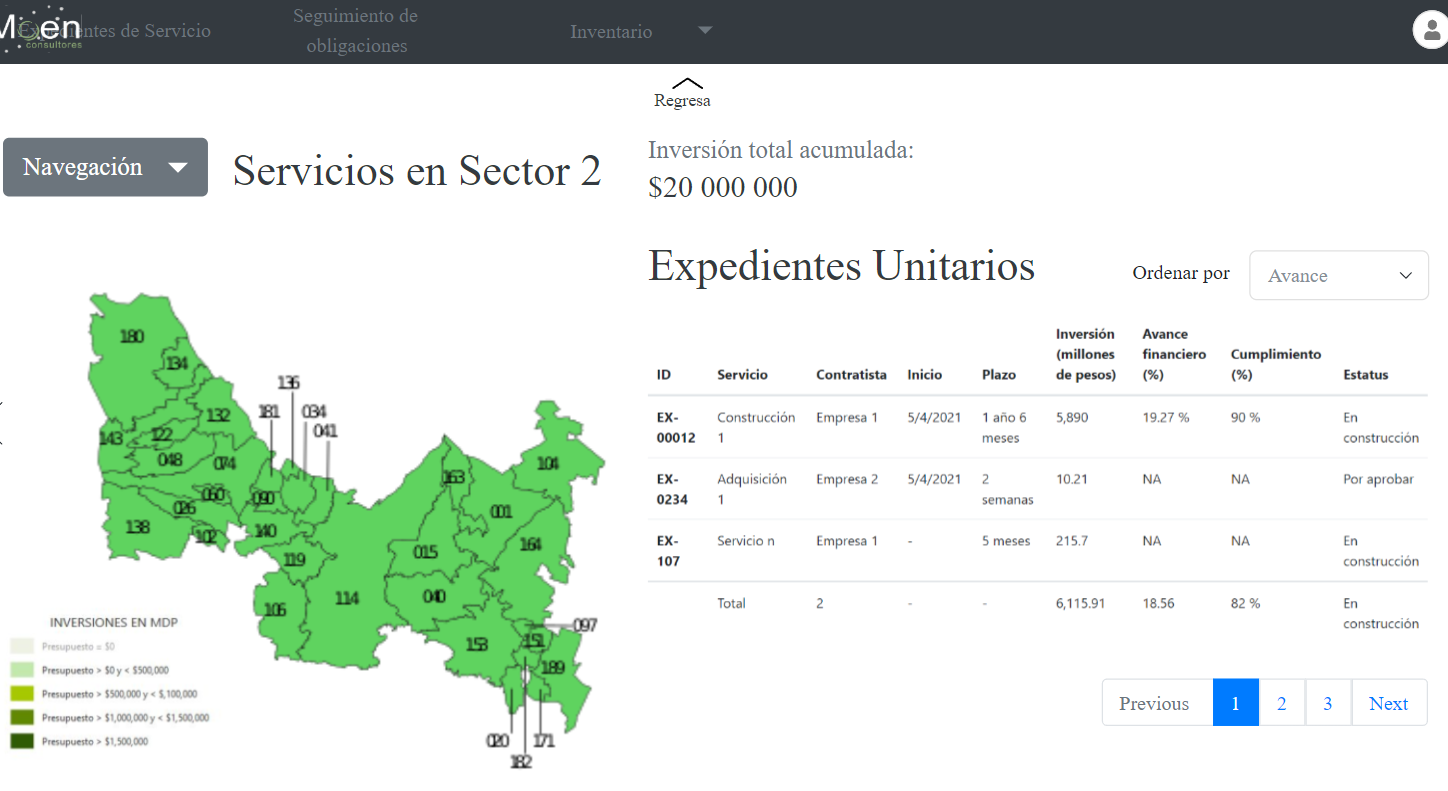 Moen
consultores
Expedientes de Servicio
Seguimiento de
obligaciones
Inventario
Regresa
Navegación
Servicios en Sector 2
Inversión total acumulada:
$20 000 000
Expedientes Unitarios
Ordenar por
Avance
ID Servicio Contratista Inicio Plazo Inversión (millones de pesos) Avance financiero (%) Cumplimiento (%) Estatus
EX-00012 Construcción 1 Empresa 1 5/4/2021 1 año 6 meses 5,890 19.27 % 90 % En construcción
EX-0234 Adquisición 1 Empresa 2 5/4/2021 2 semanas 10.21 NA NA Por aprobar
EX-107 Servicio n Empresa 1 - 5 meses 215.7 NA NA En construcción
Total 2 - - 6,115.91 18.56 82 % En construcción
Previous 1 2 3 Next
180
134
136
181
034
132
041
143
122
048
074
163
104
060
090
026
001
138
102
140
164
119
015
114
040
106
097
153
151
189
020
171
182
INVERSIONES EN MDP
Presupuesto = $0
Presupuesto > $0 y < $500,000
Presupuesto > $500,000 y < $,100,000
Presupuesto > $1,000,000 y < $1,500,000
Presupuesto > $1,500,000